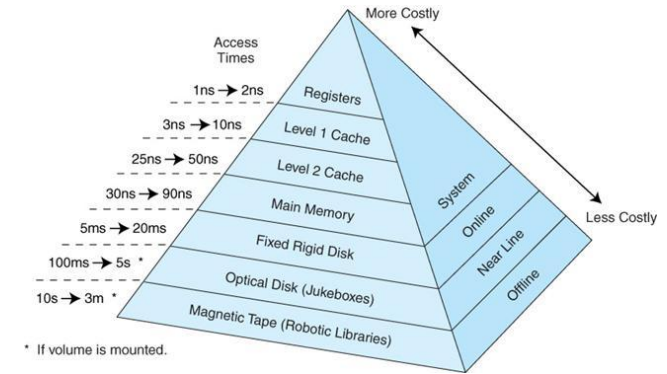 More Costly
Access
Times
1ns → 2ns
Registers
3ns → 10ns
Level 1 Cache
25ns → 50ns
Level 2 Cache
30ns → 90ns
Main Memory
5ms → 20ms
Fixed Rigid Disk
100ms → 5s *
Optical Disk (Jukeboxes)
10s → 3m *
Magnetic Tape (Robotic Libraries)
System
Online
Near Line
Offline
Less Costly
* If volume is mounted.